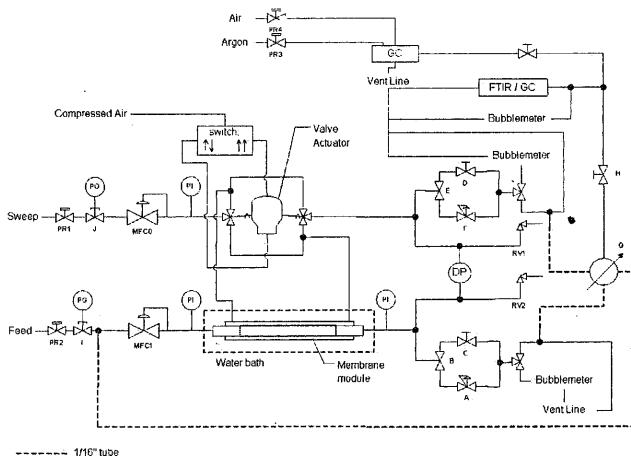 Air
PR4
Argon
PR3
GC
Vent Line
FTIR / GC
Bubblemeter
Compressed Air
switch
Valve
Actuator
Bubblemeter
H
D
E
F
PG
PI
Sweep
PR1
J
MFC0
RV1
DP
RV2
G
PG
PI
PI
Feed
PR2
I
MFC1
Water bath
Membrane
module
C
B
A
Bubblemeter
Vent Line
1/16" tube